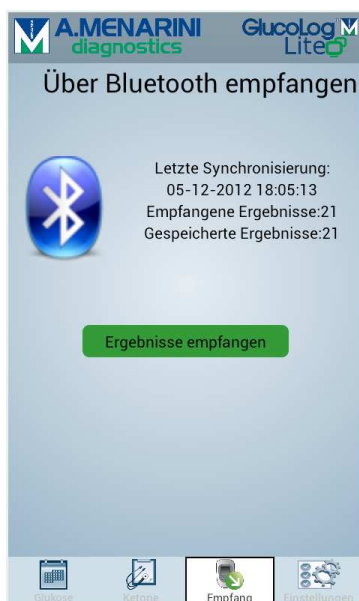 A.MENARINI
diagnostics
GlucoLog
Lite
Über Bluetooth empfangen
Letzte Synchronisierung:
05-12-2012 18:05:13
Empfangene Ergebnisse:21
Gespeicherte Ergebnisse:21
Ergebnisse empfangen
Glukose
Ketone
Empfang
Einstellungen